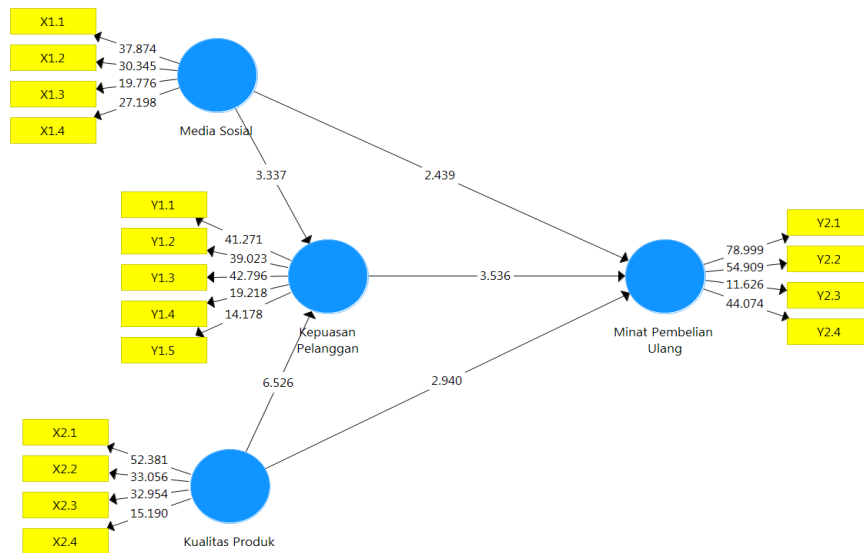 X1.1
X1.2
X1.3
X1.4
37.874
30.345
19.776
27.198
Media Sosial
3.337
2.439
Y1.1
Y1.2
Y1.3
Y1.4
Y1.5
41.271
39.023
42.796
19.218
14.178
Kepuasan
Pelanggan
3.536
Y2.1
Y2.2
Y2.3
Y2.4
78.999
54.909
11.626
44.074
Minat Pembelian
Ulang
6.526
2.940
X2.1
X2.2
X2.3
X2.4
52.381
33.056
32.954
15.190
Kualitas Produk